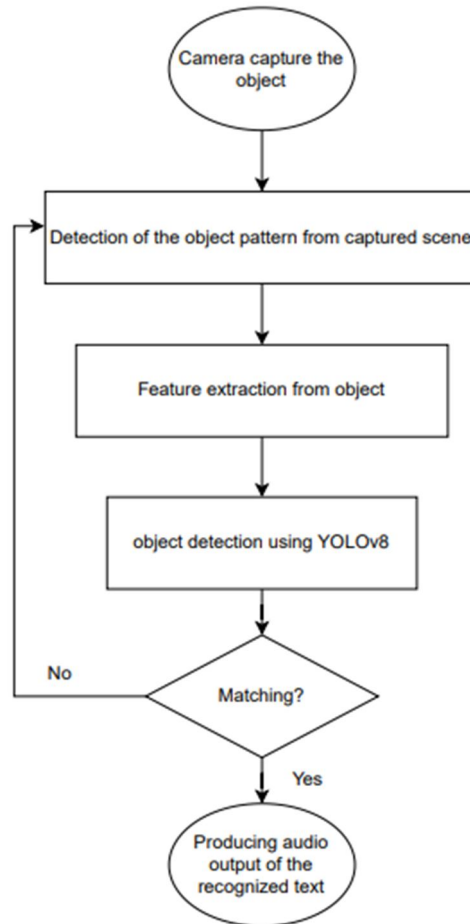 Camera capture the
object
Detection of the object pattern from captured scene
Feature extraction from object
object detection using YOLOv8
No
Matching?
Yes
Producing audio
output of the
recognized text